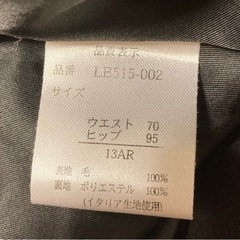 品質表示
品番 LB515-002
サイズ
ウエスト 70
ヒップ 95
13AR
表地 毛 100%
裏地 ポリエステル 100%
(イタリア生地使用)